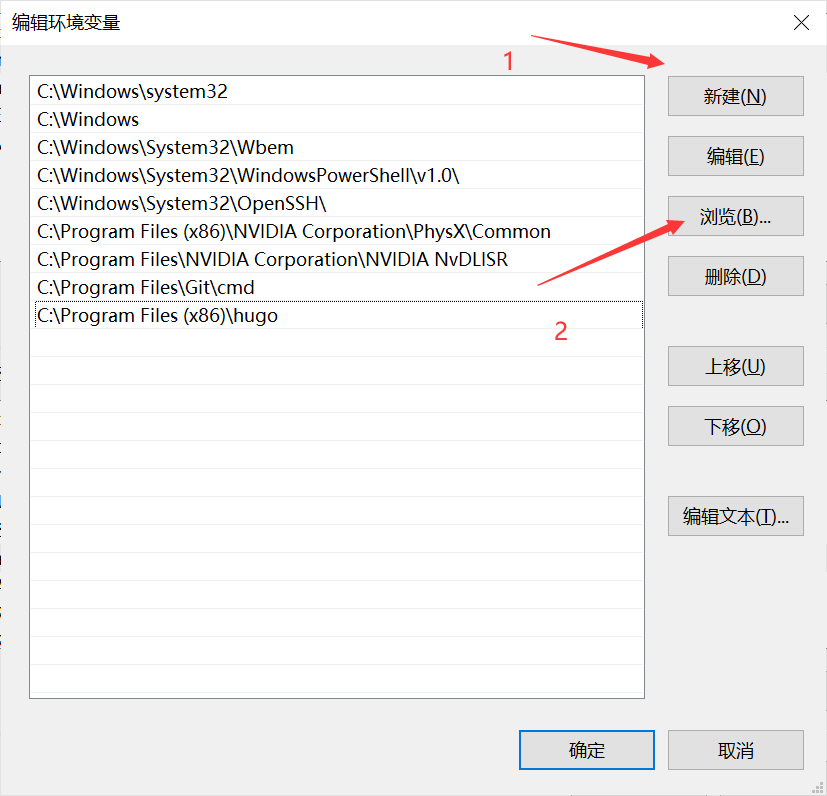 编辑环境变量
1
C:\Windows\system32
C:\Windows
C:\Windows\System32\Wbem
C:\Windows\System32\WindowsPowerShell\v1.0\
C:\Windows\System32\OpenSSH\
C:\Program Files (x86)\NVIDIA Corporation\PhysX\Common
C:\Program Files\NVIDIA Corporation\NVIDIA NvDLISR
C:\Program Files\Git\cmd
C:\Program Files (x86)\hugo
2
新建(N)
编辑(E)
浏览(B)...
删除(D)
上移(U)
下移(O)
编辑文本(T)...
确定
取消